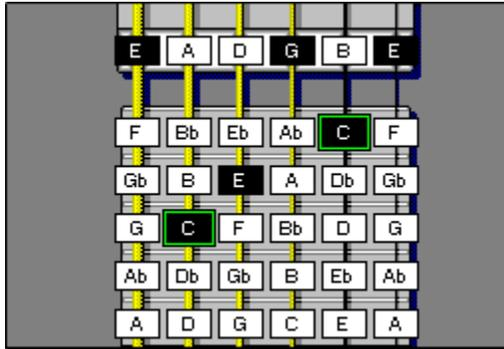 E A D G B E
F Bb Eb Ab C F
Gb B E A Db Gb
G C F Bb D G
Ab Db Gb B Eb Ab
A D G C E A